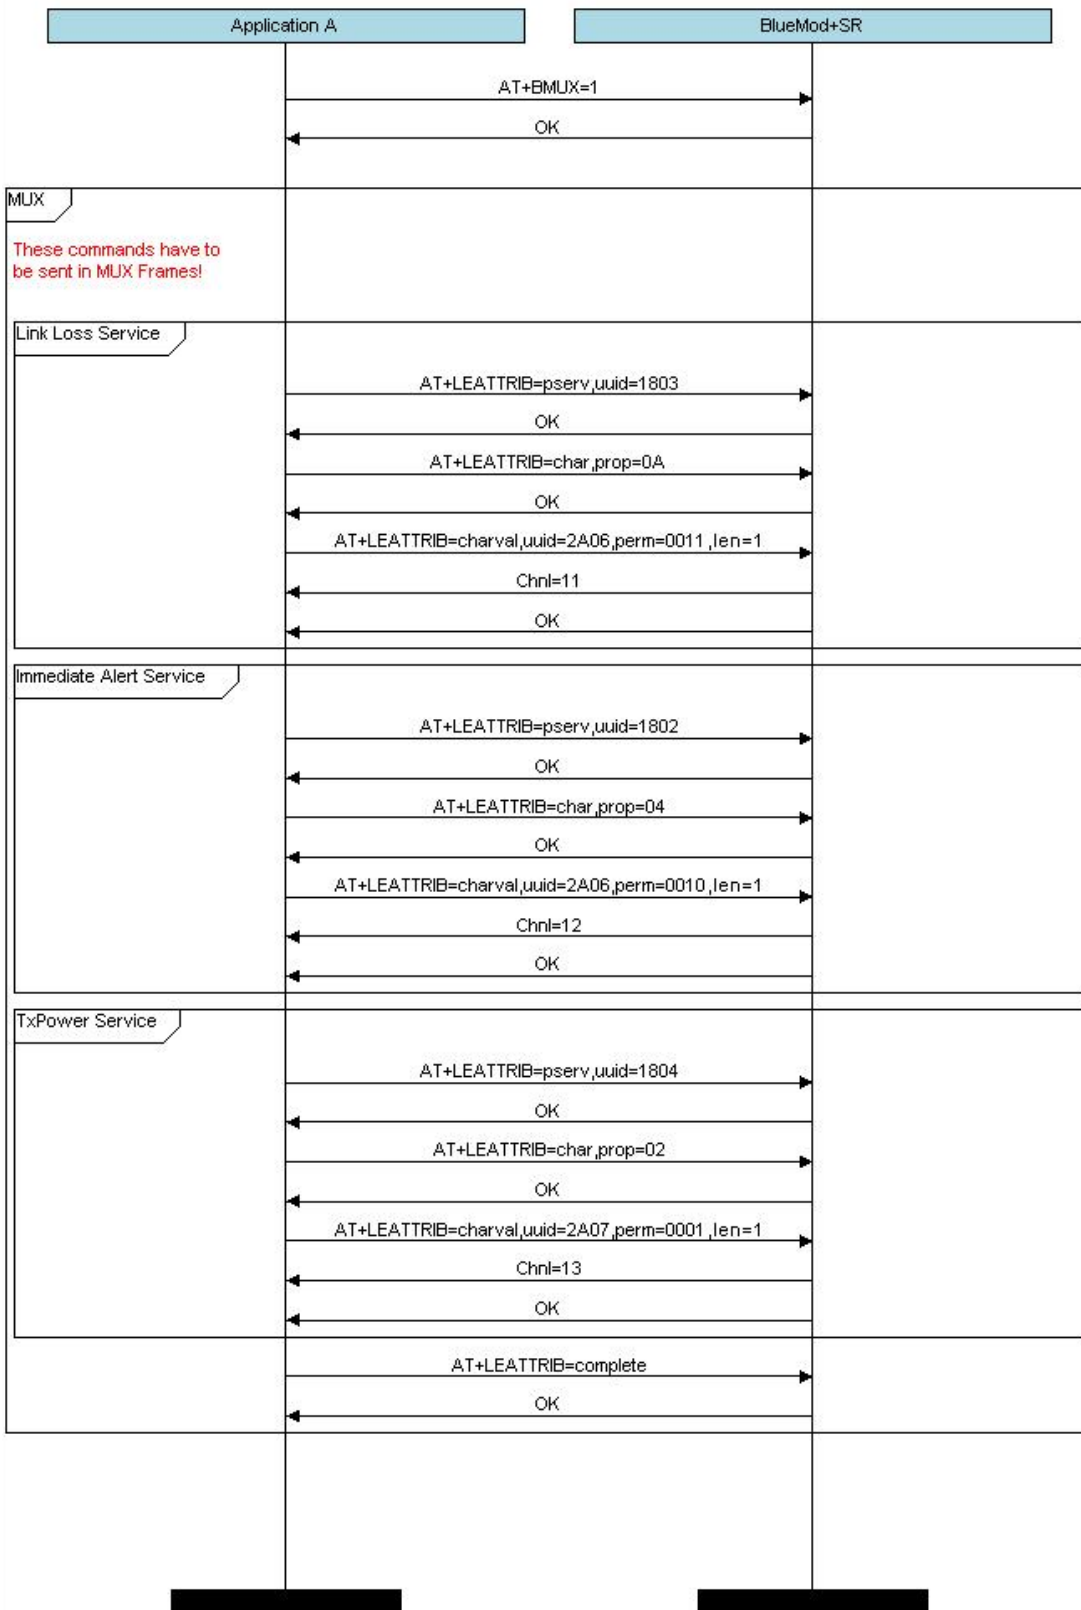 Application A
BlueMod+SR
AT+BMUX=1
OK
MUX
These commands have to
be sent in MUX Frames!
Link Loss Service
AT+LEATTRIB=pserv,uuid=1803
OK
AT+LEATTRIB=char,prop=0A
OK
AT+LEATTRIB=charval,uuid=2A06,perm=0011,len=1
Chnl=11
OK
Immediate Alert Service
AT+LEATTRIB=pserv,uuid=1802
OK
AT+LEATTRIB=char,prop=04
OK
AT+LEATTRIB=charval,uuid=2A06,perm=0010,len=1
Chnl=12
OK
TxPower Service
AT+LEATTRIB=pserv,uuid=1804
OK
AT+LEATTRIB=char,prop=02
OK
AT+LEATTRIB=charval,uuid=2A07,perm=0001,len=1
Chnl=13
OK
AT+LEATTRIB=complete
OK